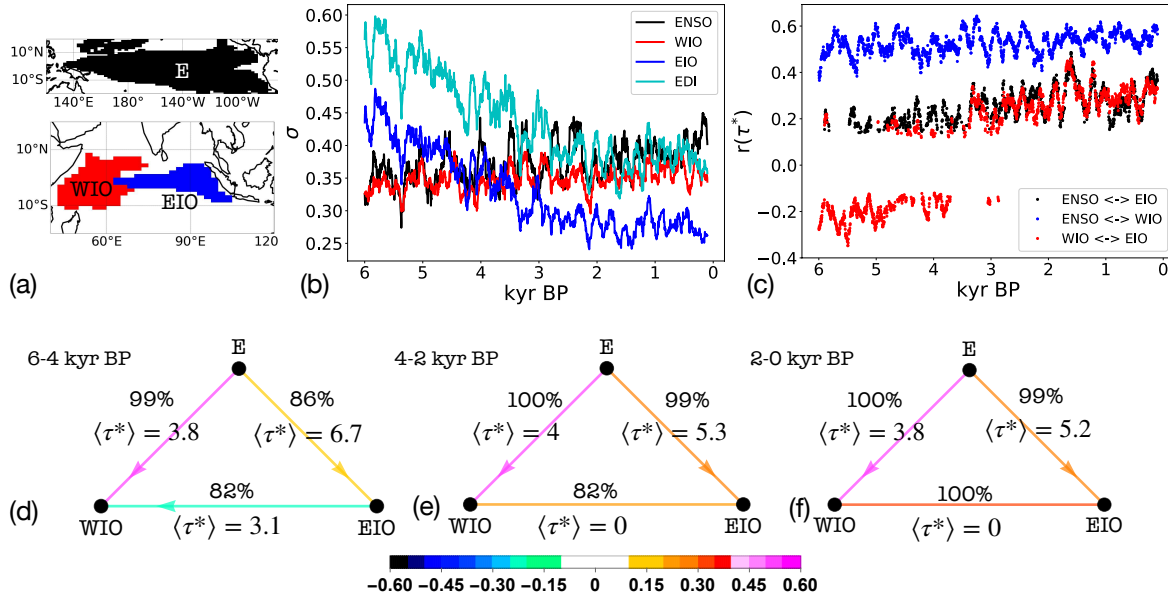 10°N
10°S
E
140°E
180°
140°W
100°W
10°N
10°S
WIO
EIO
60°E
90°E
120
(a)
σ
0.60
0.55
0.50
0.45
0.40
0.35
0.30
0.25
ENSO
WIO
EIO
EDI
6
5
4
3
2
1
0
kyr BP
(b)
r(τ*)
0.6
0.4
0.2
0.0
−0.2
−0.4
ENSO <-> EIO
ENSO <-> WIO
WIO <-> EIO
6
5
4
3
2
1
0
kyr BP
(c)
6-4 kyr BP
E
99%
⟨τ*⟩ = 3.8
86%
⟨τ*⟩ = 6.7
82%
⟨τ*⟩ = 3.1
WIO
EIO
(d)
4-2 kyr BP
E
100%
⟨τ*⟩ = 4
99%
⟨τ*⟩ = 5.3
82%
⟨τ*⟩ = 0
WIO
EIO
(e)
2-0 kyr BP
E
100%
⟨τ*⟩ = 3.8
99%
⟨τ*⟩ = 5.2
100%
⟨τ*⟩ = 0
WIO
EIO
(f)
−0.60 −0.45 −0.30 −0.15 0 0.15 0.30 0.45 0.60